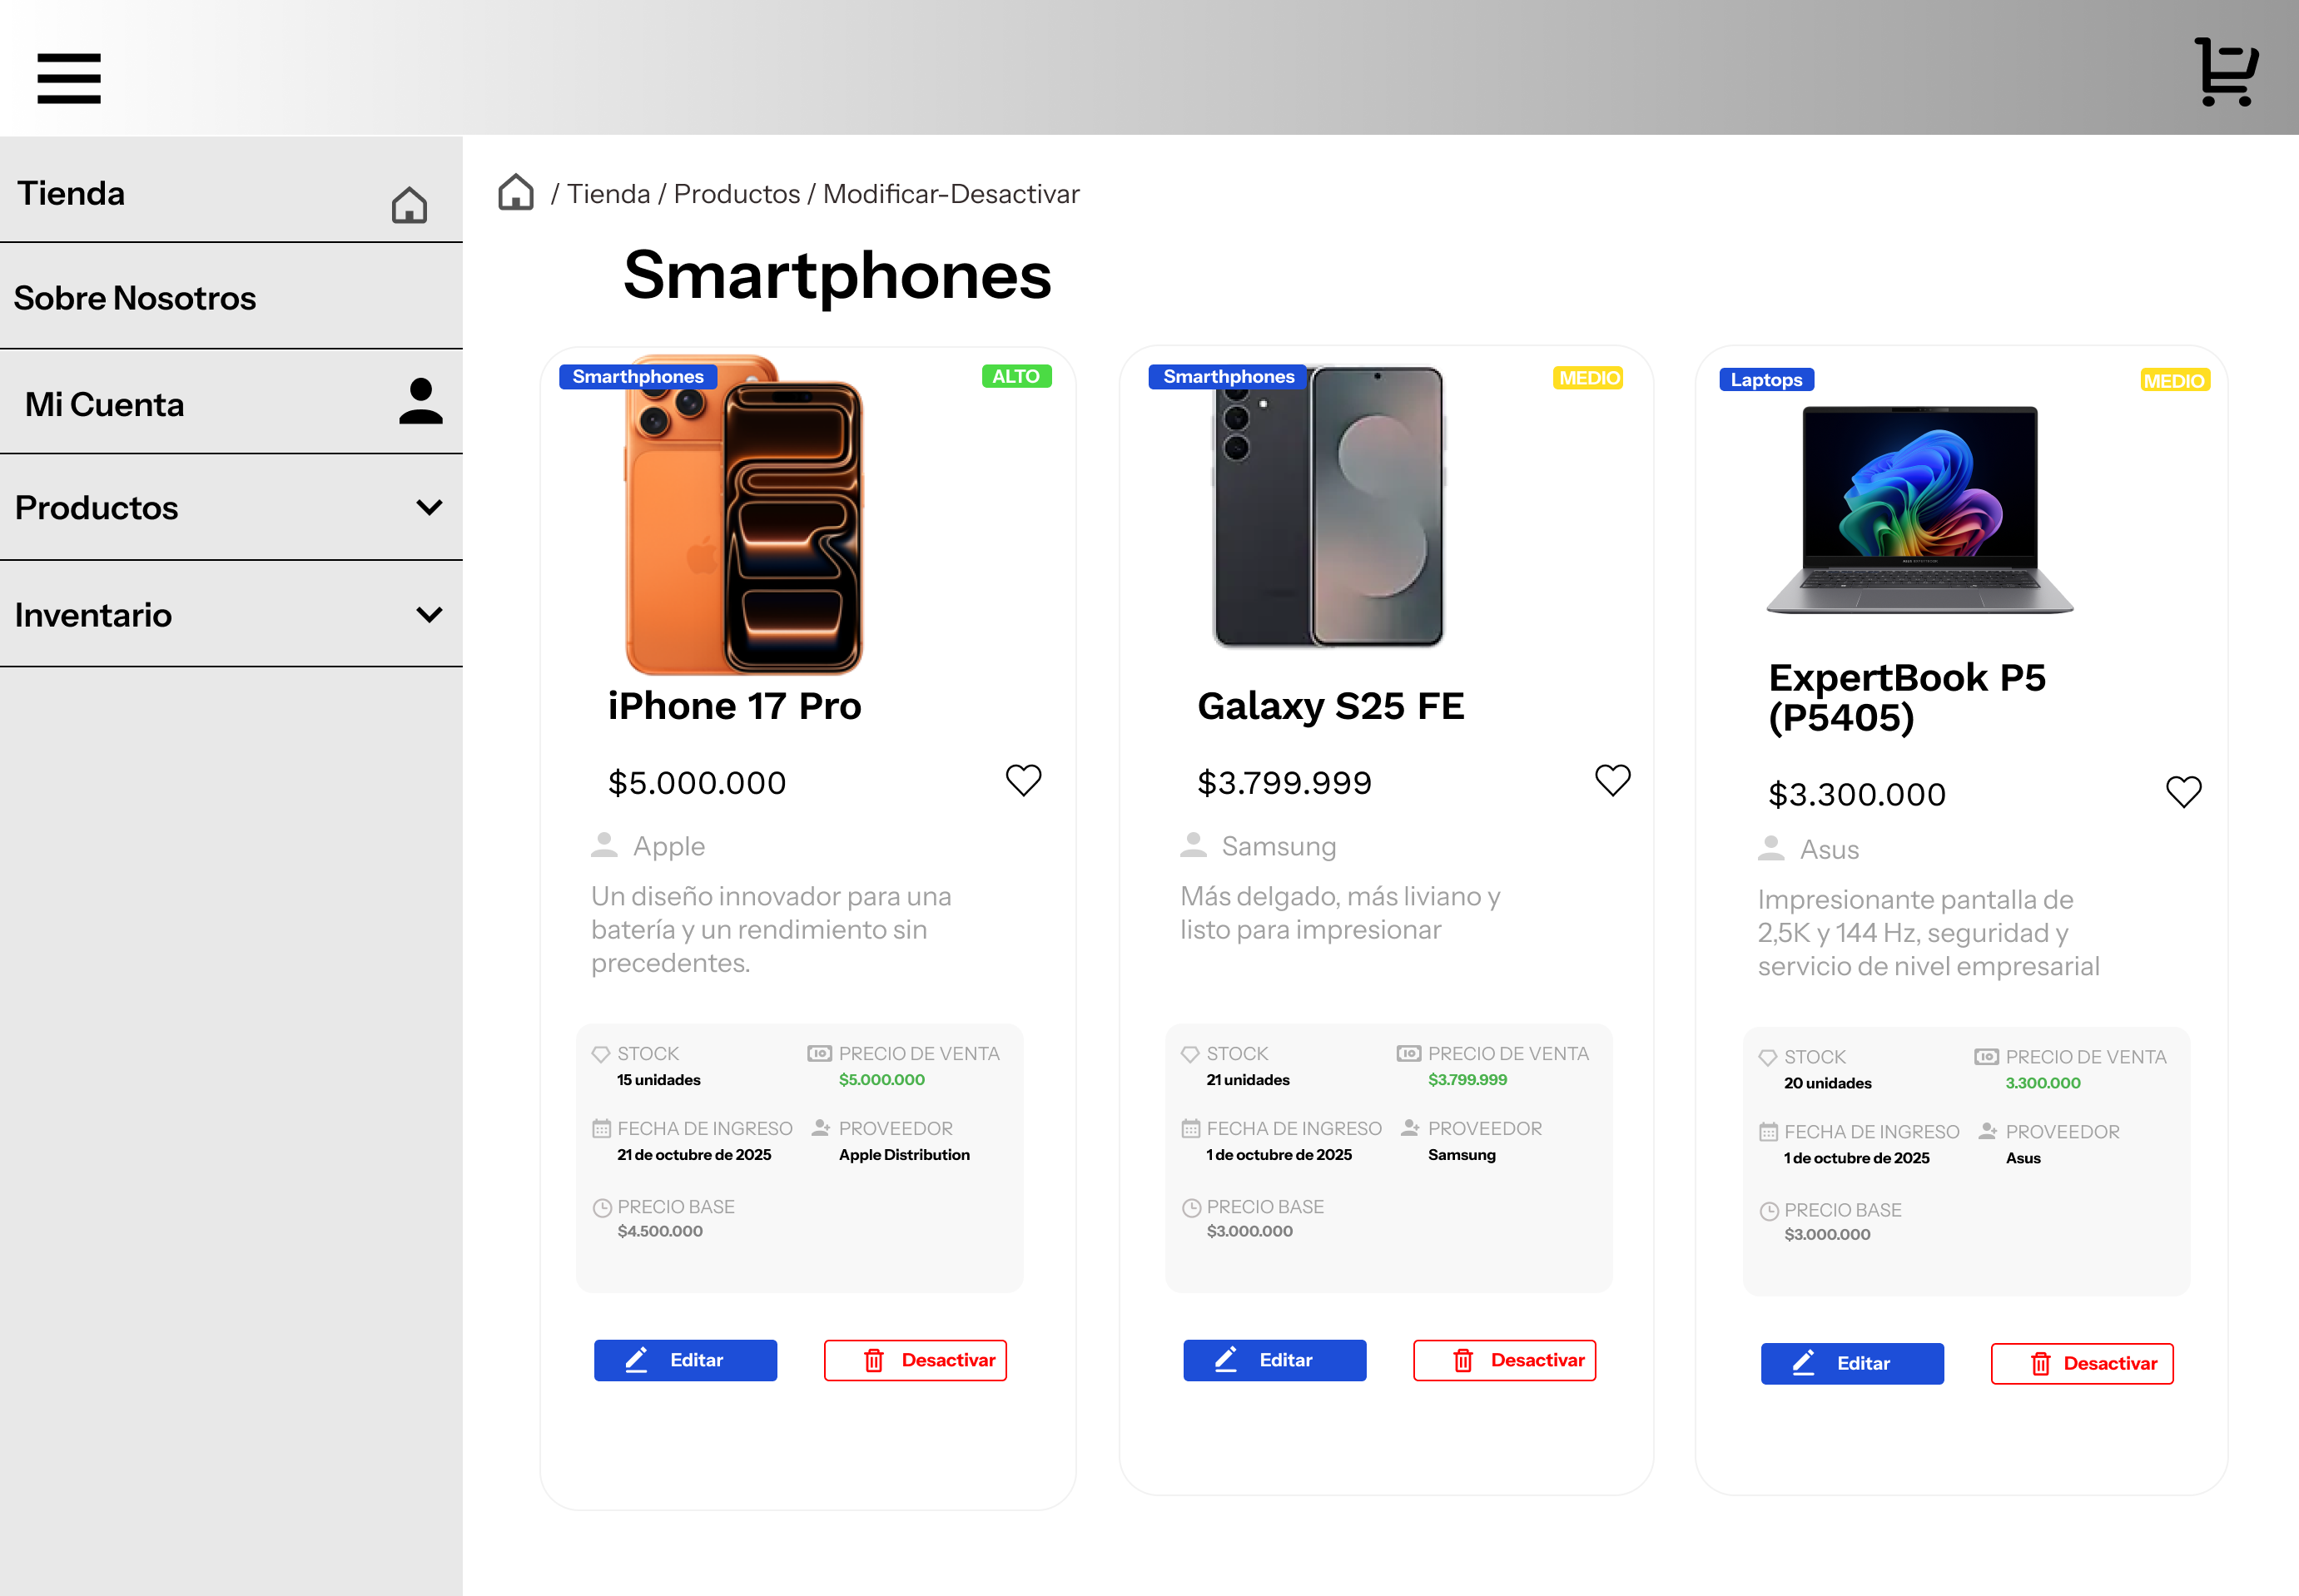 / Tienda / Productos / Modificar-Desactivar
Tienda
Sobre Nosotros
Mi Cuenta
Productos
Inventario
Smartphones
Smarthphones
ALTO
iPhone 17 Pro
$5.000.000
Apple
Un diseño innovador para una
batería y un rendimiento sin
precedentes.
STOCK
15 unidades
PRECIO DE VENTA
$5.000.000
FECHA DE INGRESO
21 de octubre de 2025
PROVEEDOR
Apple Distribution
PRECIO BASE
$4.500.000
Editar
Desactivar
Smarthphones
MEDIO
Galaxy S25 FE
$3.799.999
Samsung
Más delgado, más liviano y
listo para impresionar
STOCK
21 unidades
PRECIO DE VENTA
$3.799.999
FECHA DE INGRESO
1 de octubre de 2025
PROVEEDOR
Samsung
PRECIO BASE
$3.000.000
Editar
Desactivar
Laptops
MEDIO
ExpertBook P5
(P5405)
$3.300.000
Asus
Impresionante pantalla de
2,5K y 144 Hz, seguridad y
servicio de nivel empresarial
STOCK
20 unidades
PRECIO DE VENTA
3.300.000
FECHA DE INGRESO
1 de octubre de 2025
PROVEEDOR
Asus
PRECIO BASE
$3.000.000
Editar
Desactivar